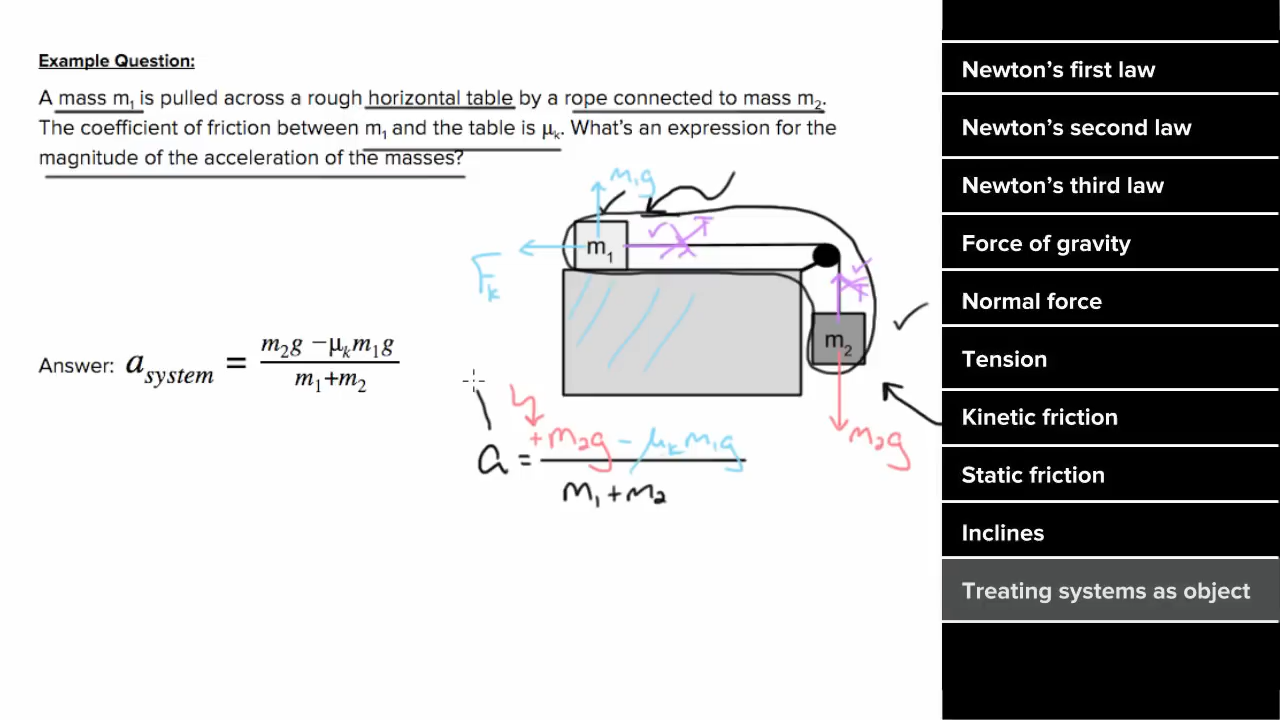 Example Question:
A mass m₁ is pulled across a rough horizontal table by a rope connected to mass m₂.
The coefficient of friction between m₁ and the table is μₖ. What's an expression for the
magnitude of the acceleration of the masses?
m₁g
T
m₁
Fₖ
T
m₂
m₂g
Answer: a_system = (m₂g −μₖm₁g)/(m₁+m₂)
a = (+m₂g − μₖm₁g)/(m₁+m₂)
Newton's first law
Newton's second law
Newton's third law
Force of gravity
Normal force
Tension
Kinetic friction
Static friction
Inclines
Treating systems as object